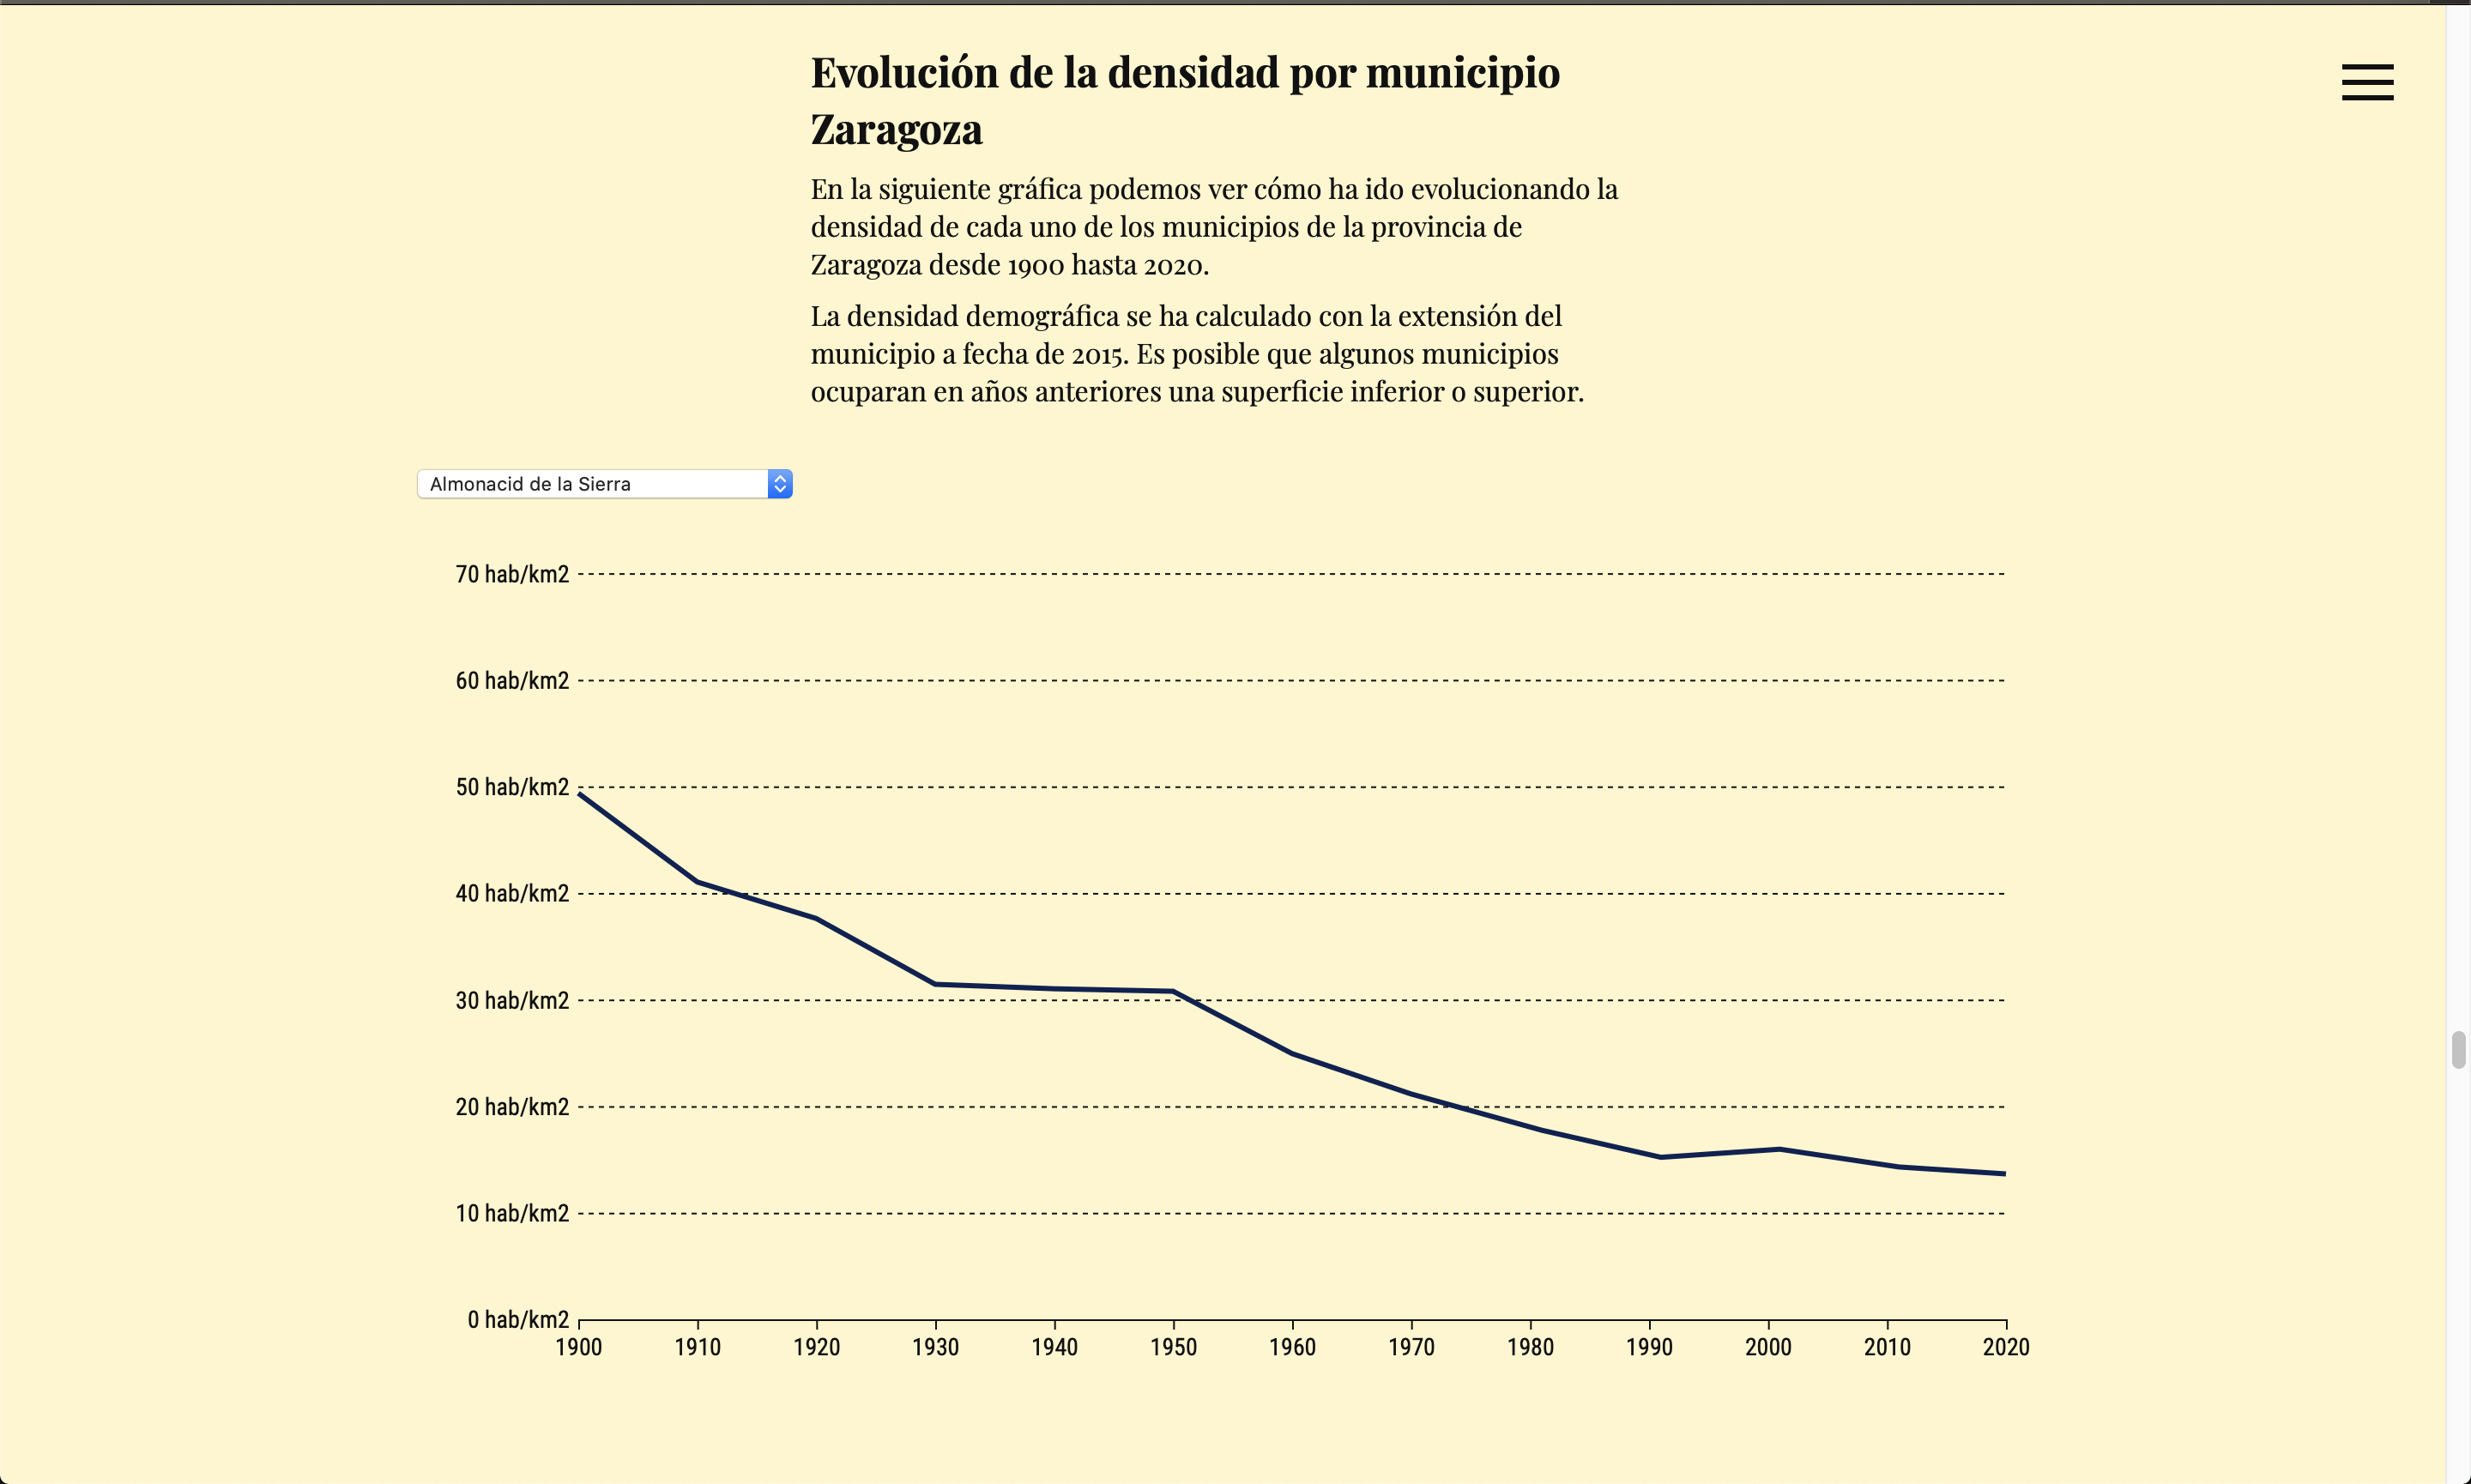 Evolución de la densidad por municipio
Zaragoza
En la siguiente gráfica podemos ver cómo ha ido evolucionando la
densidad de cada uno de los municipios de la provincia de
Zaragoza desde 1900 hasta 2020.
La densidad demográfica se ha calculado con la extensión del
municipio a fecha de 2015. Es posible que algunos municipios
ocuparan en años anteriores una superficie inferior o superior.
Almonacid de la Sierra
70 hab/km2
60 hab/km2
50 hab/km2
40 hab/km2
30 hab/km2
20 hab/km2
10 hab/km2
0 hab/km2
1900 1910 1920 1930 1940 1950 1960 1970 1980 1990 2000 2010 2020